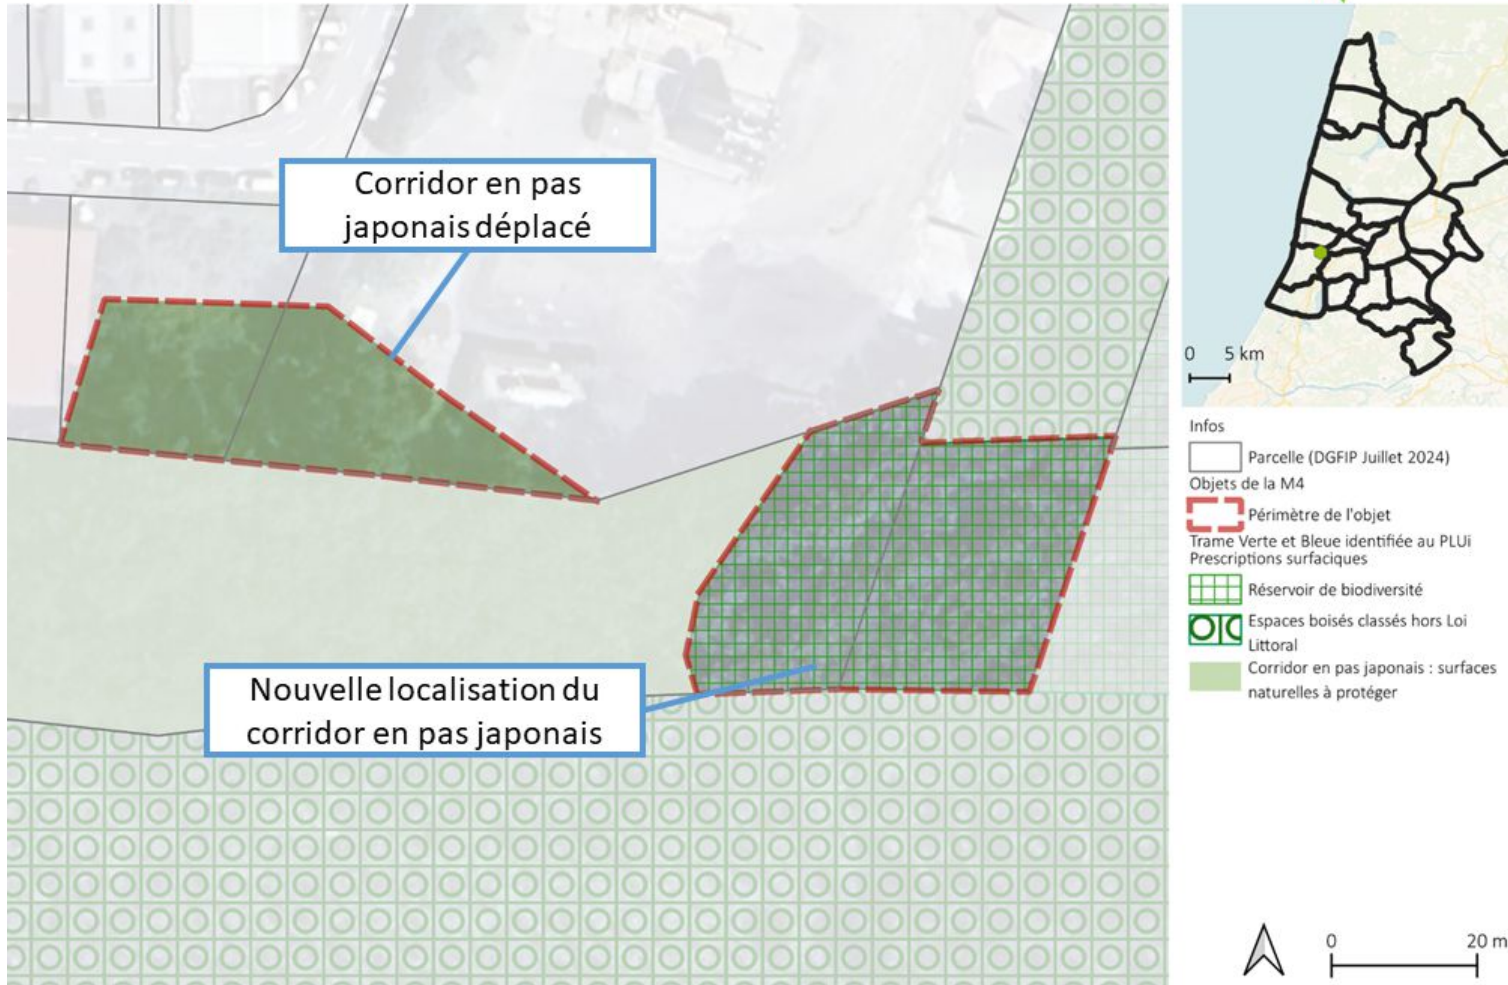 Corridor en pas
japonais déplacé
Nouvelle localisation du
corridor en pas japonais
0 5 km
Infos
Parcelle (DGFIP Juillet 2024)
Objets de la M4
Périmètre de l'objet
Trame Verte et Bleue identifiée au PLUi
Prescriptions surfaciques
Réservoir de biodiversité
Espaces boisés classés hors Loi
Littoral
Corridor en pas japonais : surfaces
naturelles à protéger
0 20 m